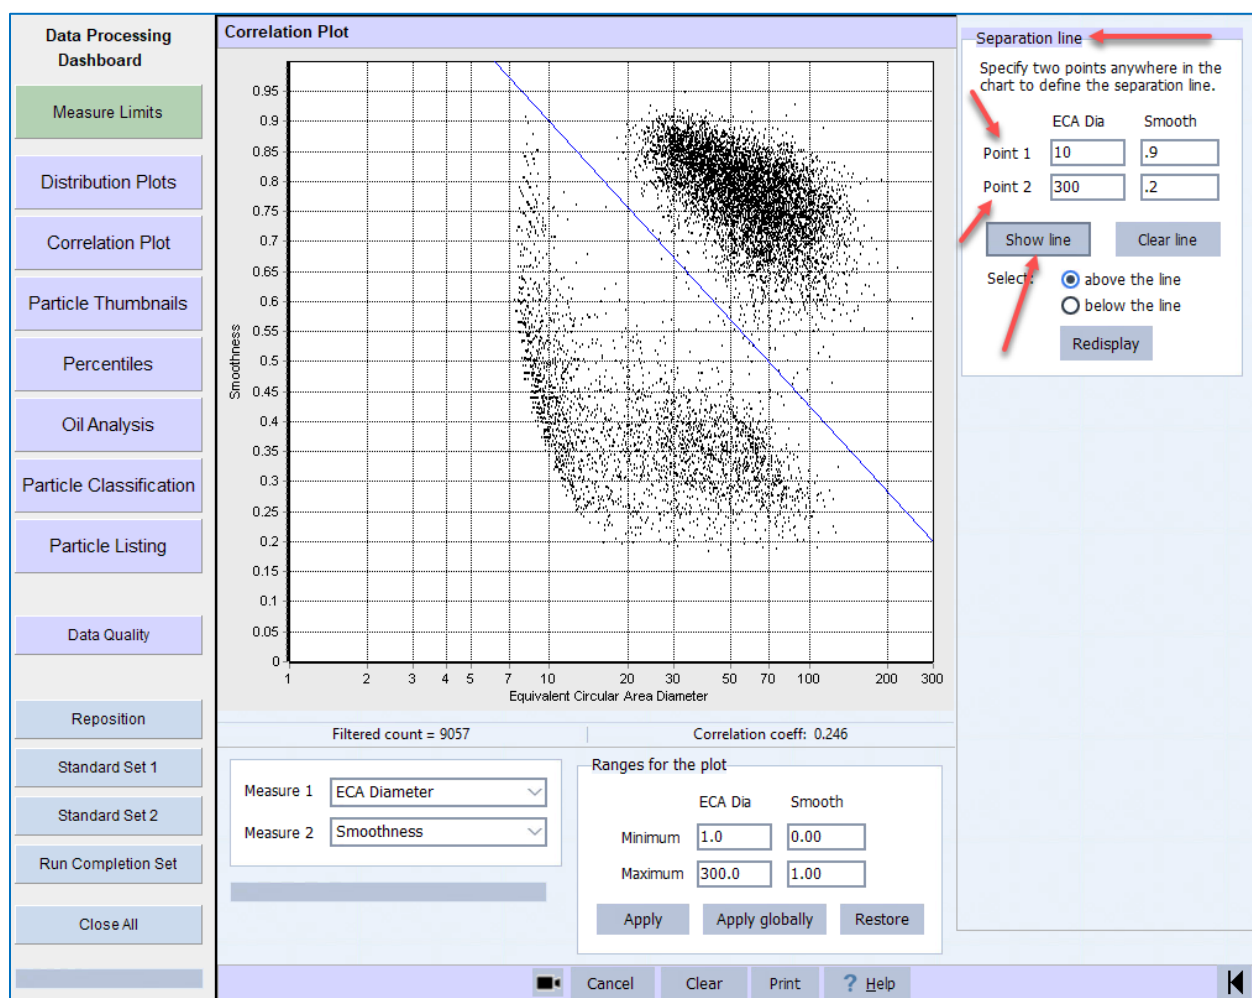 Data Processing
Dashboard
Measure Limits
Distribution Plots
Correlation Plot
Particle Thumbnails
Percentiles
Oil Analysis
Particle Classification
Particle Listing
Data Quality
Reposition
Standard Set 1
Standard Set 2
Run Completion Set
Close All
Correlation Plot
0.95
0.9
0.85
0.8
0.75
0.7
0.65
0.6
0.55
0.5
0.45
0.4
0.35
0.3
0.25
0.2
0.15
0.1
0.05
0
Smoothness
1 2 3 4 5 7 10 20 30 50 70 100 200 300
Equivalent Circular Area Diameter
Filtered count = 9057 Correlation coeff: 0.246
Measure 1 ECA Diameter
Measure 2 Smoothness
Ranges for the plot
ECA Dia Smooth
Minimum 1.0 0.00
Maximum 300.0 1.00
Apply Apply globally Restore
Separation line
Specify two points anywhere in the
chart to define the separation line.
ECA Dia Smooth
Point 1 10 .9
Point 2 300 .2
Show line Clear line
Select: above the line
below the line
Redisplay
Cancel Clear Print ? Help